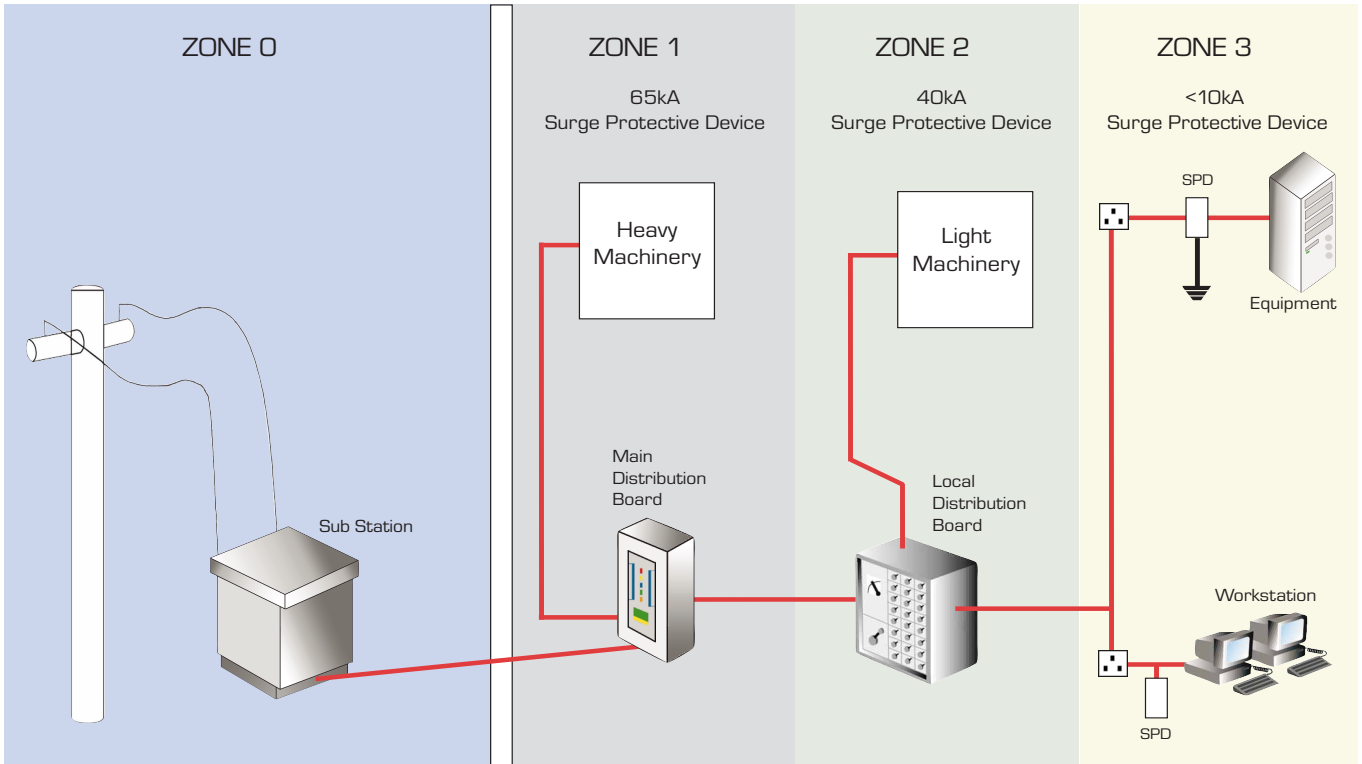 ZONE 0
ZONE 1
65kA
Surge Protective Device
Heavy
Machinery
Main
Distribution
Board
Sub Station
ZONE 2
40kA
Surge Protective Device
Light
Machinery
Local
Distribution
Board
ZONE 3
<10kA
Surge Protective Device
SPD
Equipment
Workstation
SPD